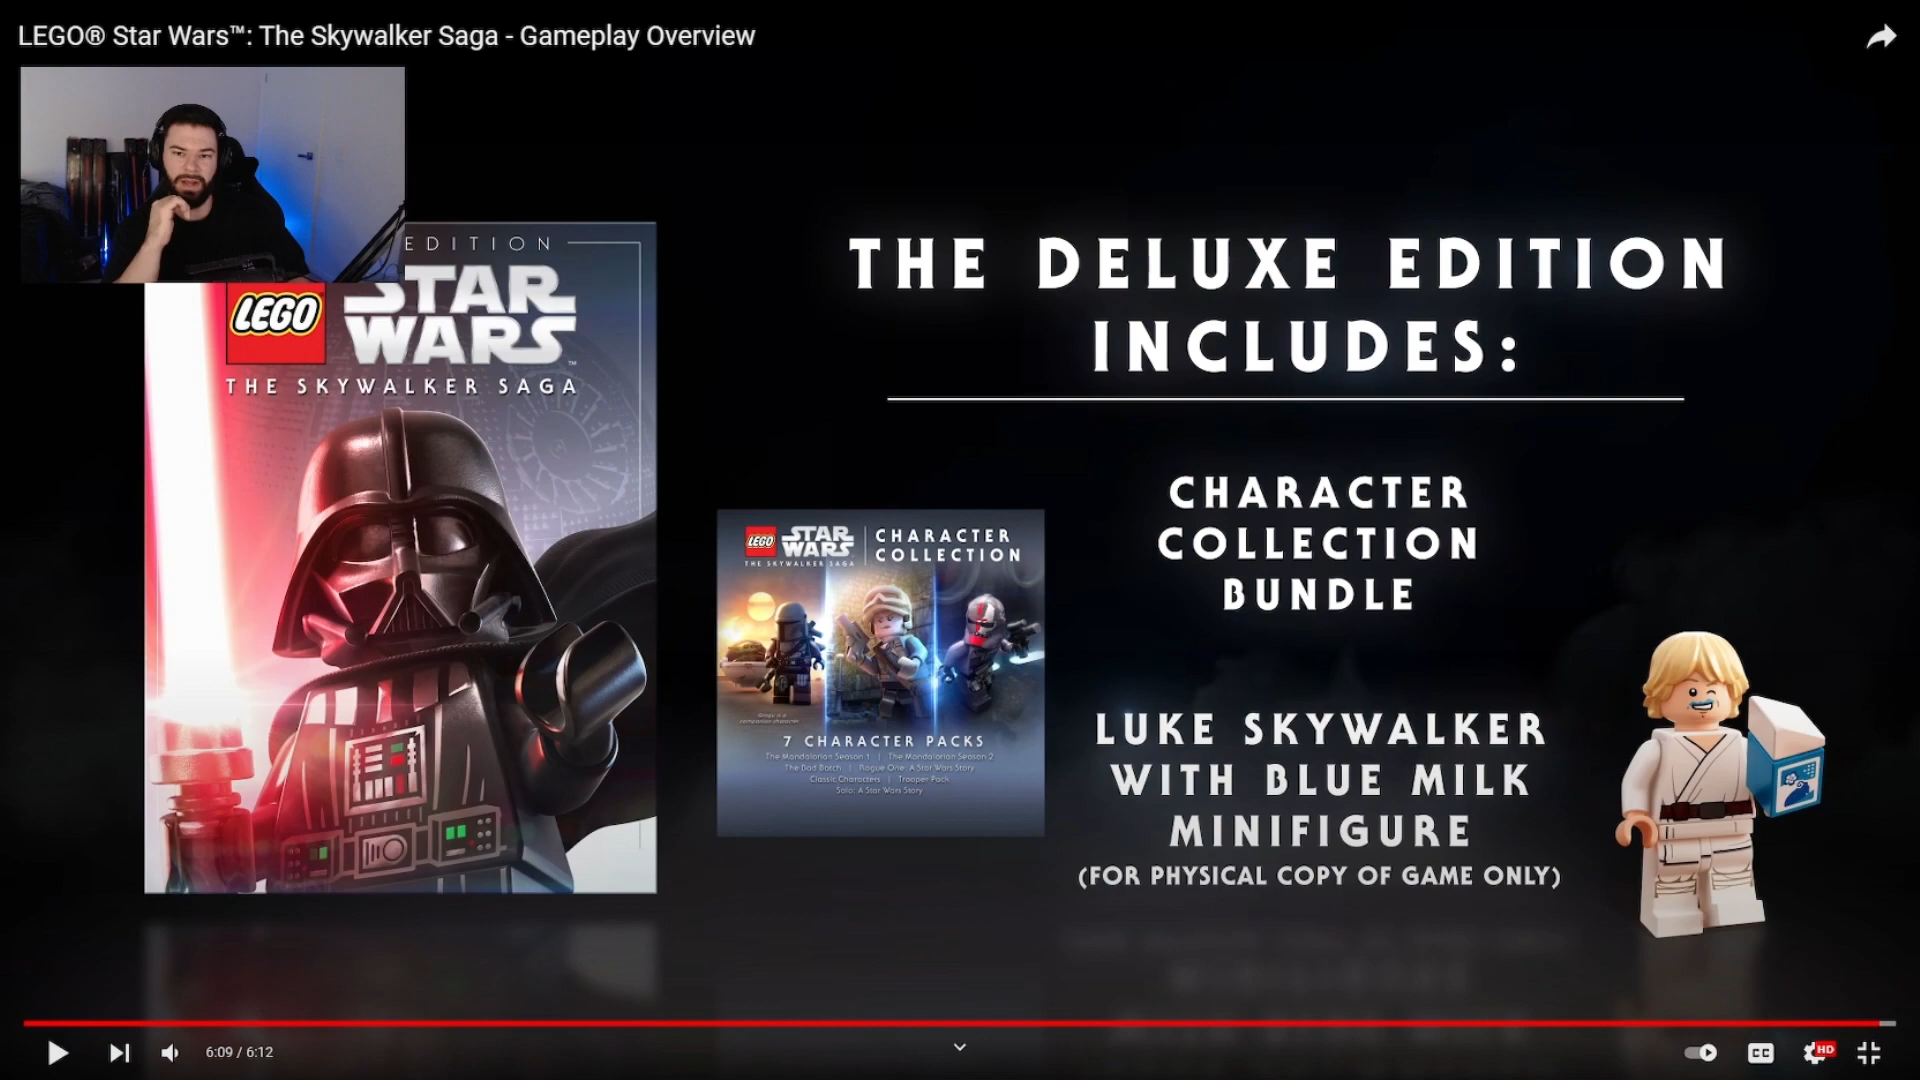 LEGO® Star Wars™: The Skywalker Saga - Gameplay Overview
EDITION
LEGO
STAR
WARS™
THE SKYWALKER SAGA
THE DELUXE EDITION
INCLUDES:
LEGO
STAR
WARS
THE SKYWALKER SAGA
CHARACTER
COLLECTION
7 CHARACTER PACKS
The Mandalorian Season 1 | The Mandalorian Season 2
The Bad Batch | Rogue One: A Star Wars Story
Classic Characters | Trooper Pack
Solo: A Star Wars Story
CHARACTER
COLLECTION
BUNDLE
LUKE SKYWALKER
WITH BLUE MILK
MINIFIGURE
(FOR PHYSICAL COPY OF GAME ONLY)
6:09 / 6:12
CC
HD